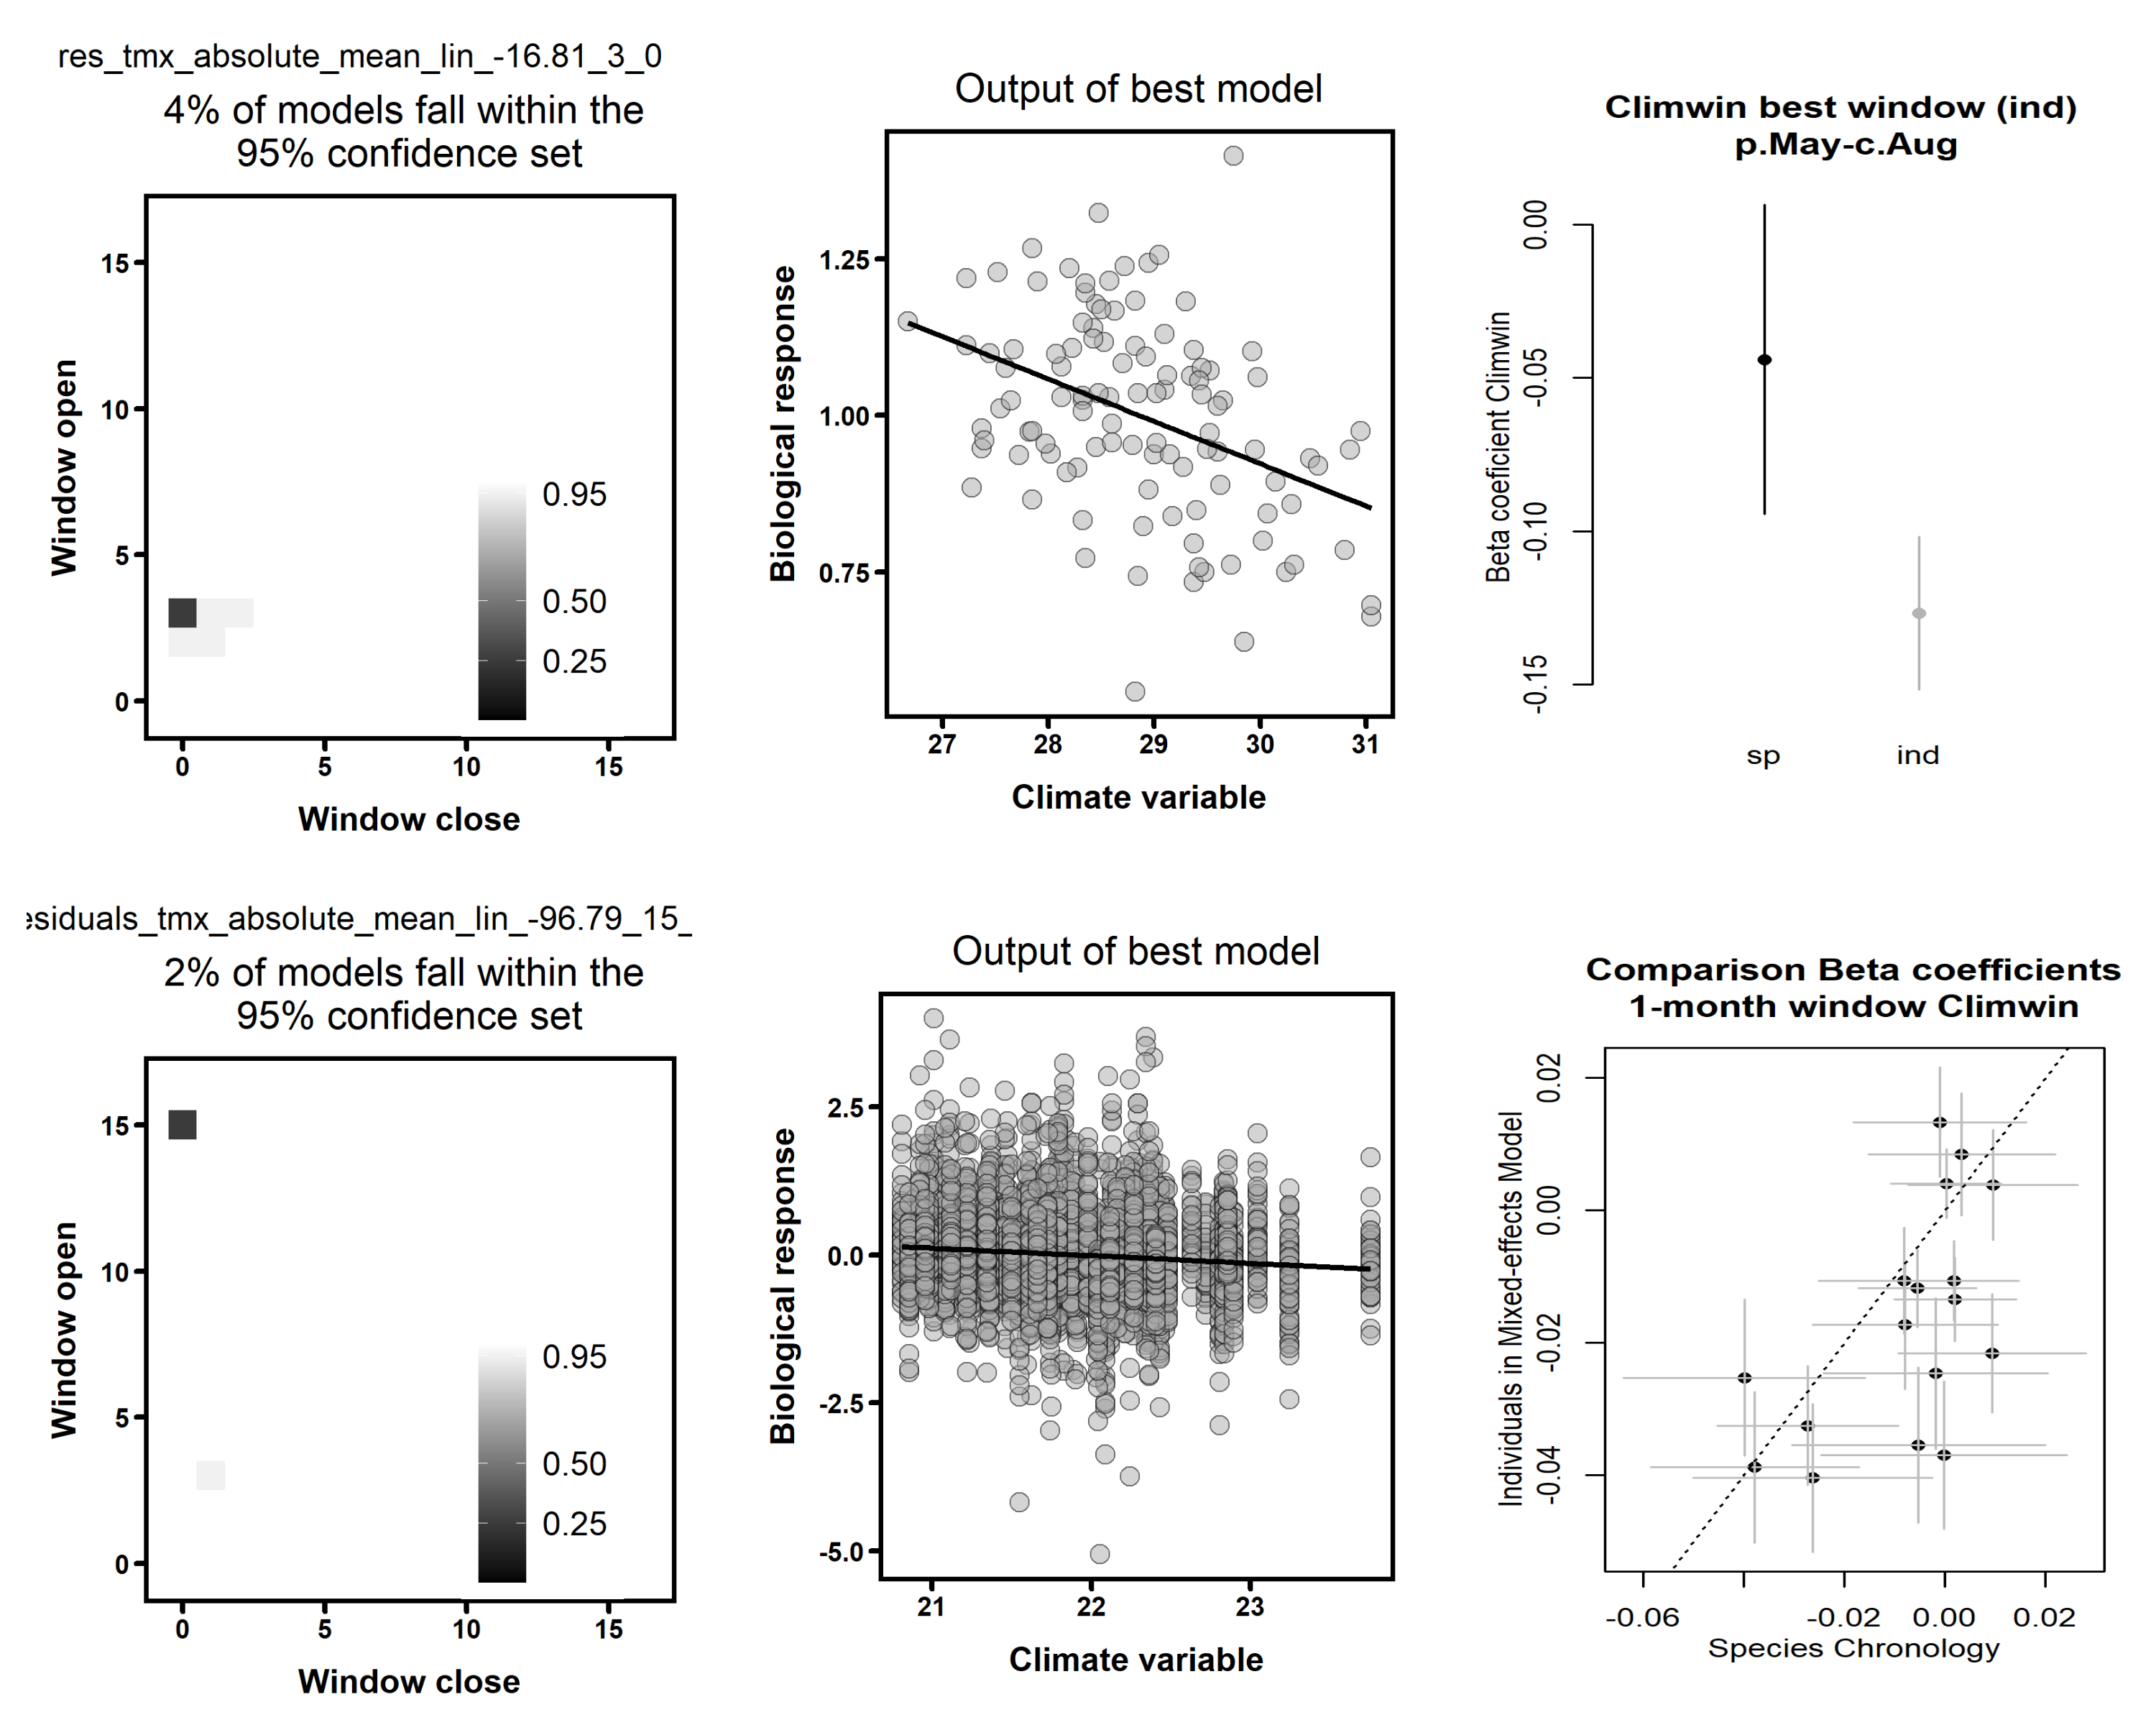 res_tmx_absolute_mean_lin_-16.81_3_0
4% of models fall within the
95% confidence set
Window open
15
10
5
0
0.95
0.50
0.25
0 5 10 15
Window close
Output of best model
Biological response
1.25
1.00
0.75
27 28 29 30 31
Climate variable
Climwin best window (ind)
p.May-c.Aug
Beta coefficient Climwin
0.00
-0.05
-0.10
-0.15
sp ind
esiduals_tmx_absolute_mean_lin_-96.79_15_
2% of models fall within the
95% confidence set
Window open
15
10
5
0
0.95
0.50
0.25
0 5 10 15
Window close
Output of best model
Biological response
2.5
0.0
-2.5
-5.0
21 22 23
Climate variable
Comparison Beta coefficients
1-month window Climwin
Individuals in Mixed-effects Model
0.02
0.00
-0.02
-0.04
-0.06 -0.02 0.00 0.02
Species Chronology